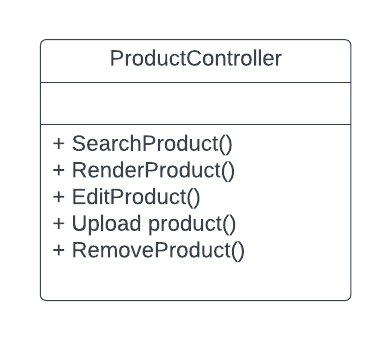 ProductController
+ SearchProduct()
+ RenderProduct()
+ EditProduct()
+ Upload product()
+ RemoveProduct()